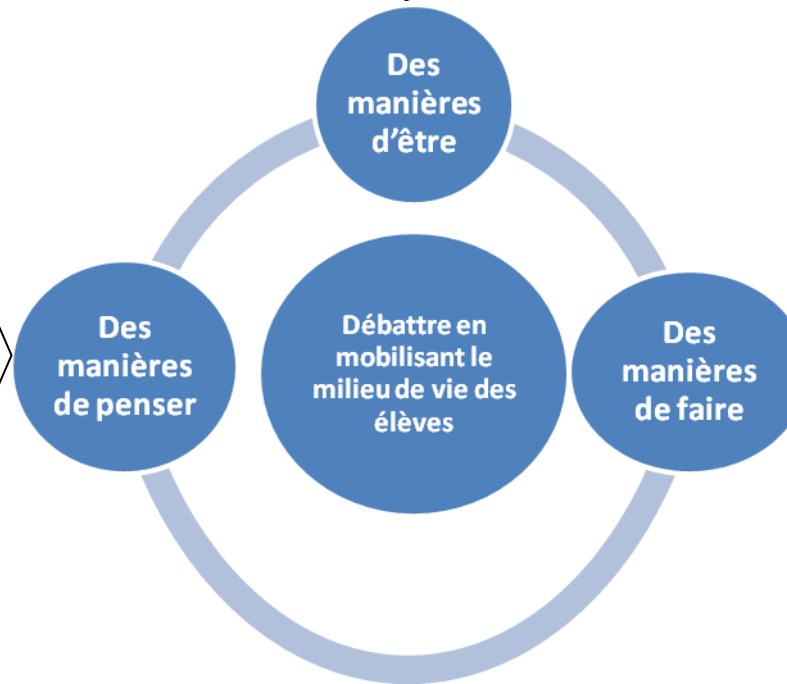 Des
manières
d’être
Des
manières
de penser
Débattre en
mobilisant le
milieu de vie des
élèves
Des
manières
de faire